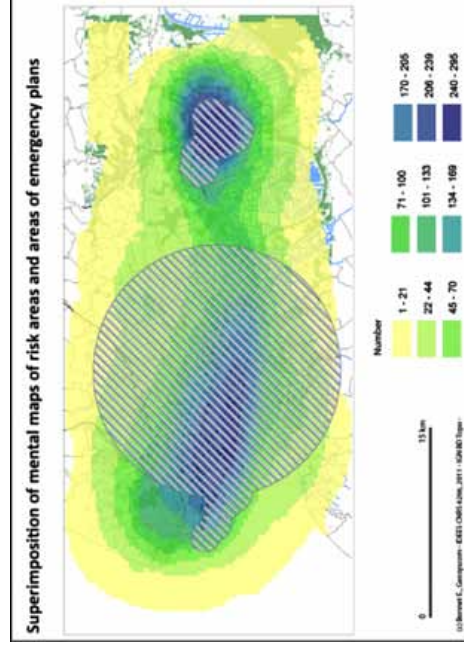 Superimposition of mental maps of risk areas and areas of emergency plans
Number
1 - 21
22 - 44
45 - 70
71 - 100
101 - 133
134 - 169
170 - 205
206 - 239
240 - 295
0
15 km